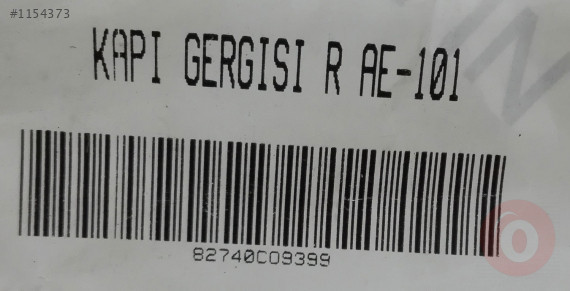 #1154373
KAPI GERGISI R AE-101
82740C09399